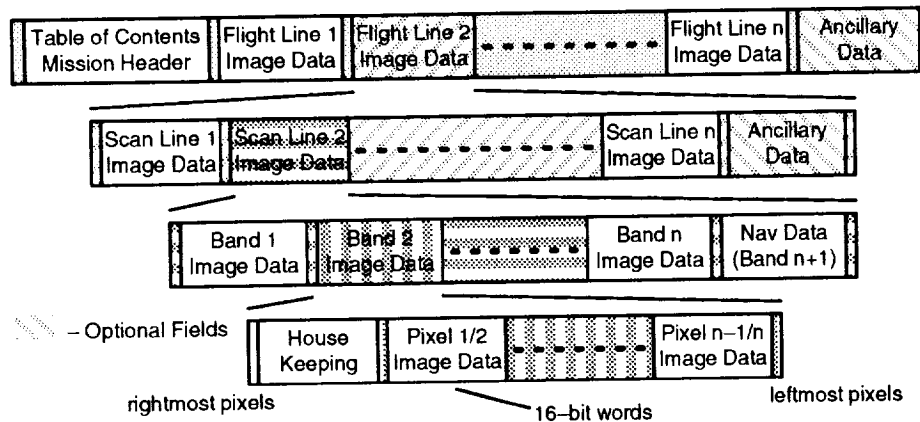 Table of Contents
Mission Header
Flight Line 1
Image Data
Flight Line 2
Image Data
Flight Line n
Image Data
Ancillary
Data
Scan Line 1
Image Data
Scan Line 2
Image Data
Scan Line n
Image Data
Ancillary
Data
Band 1
Image Data
Band 2
Image Data
Band n
Image Data
Nav Data
(Band n+1)
– Optional Fields
House
Keeping
Pixel 1/2
Image Data
Pixel n–1/n
Image Data
rightmost pixels
16–bit words
leftmost pixels